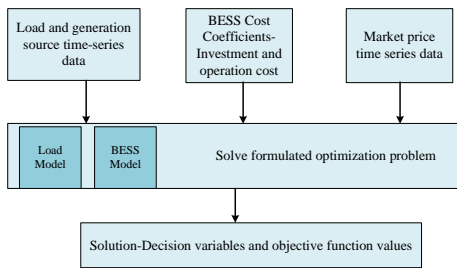 Load and generation
source time-series
data
BESS Cost
Coefficients-
Investment and
operation cost
Market price
time series data
Load
Model
BESS
Model
Solve formulated optimization problem
Solution-Decision variables and objective function values